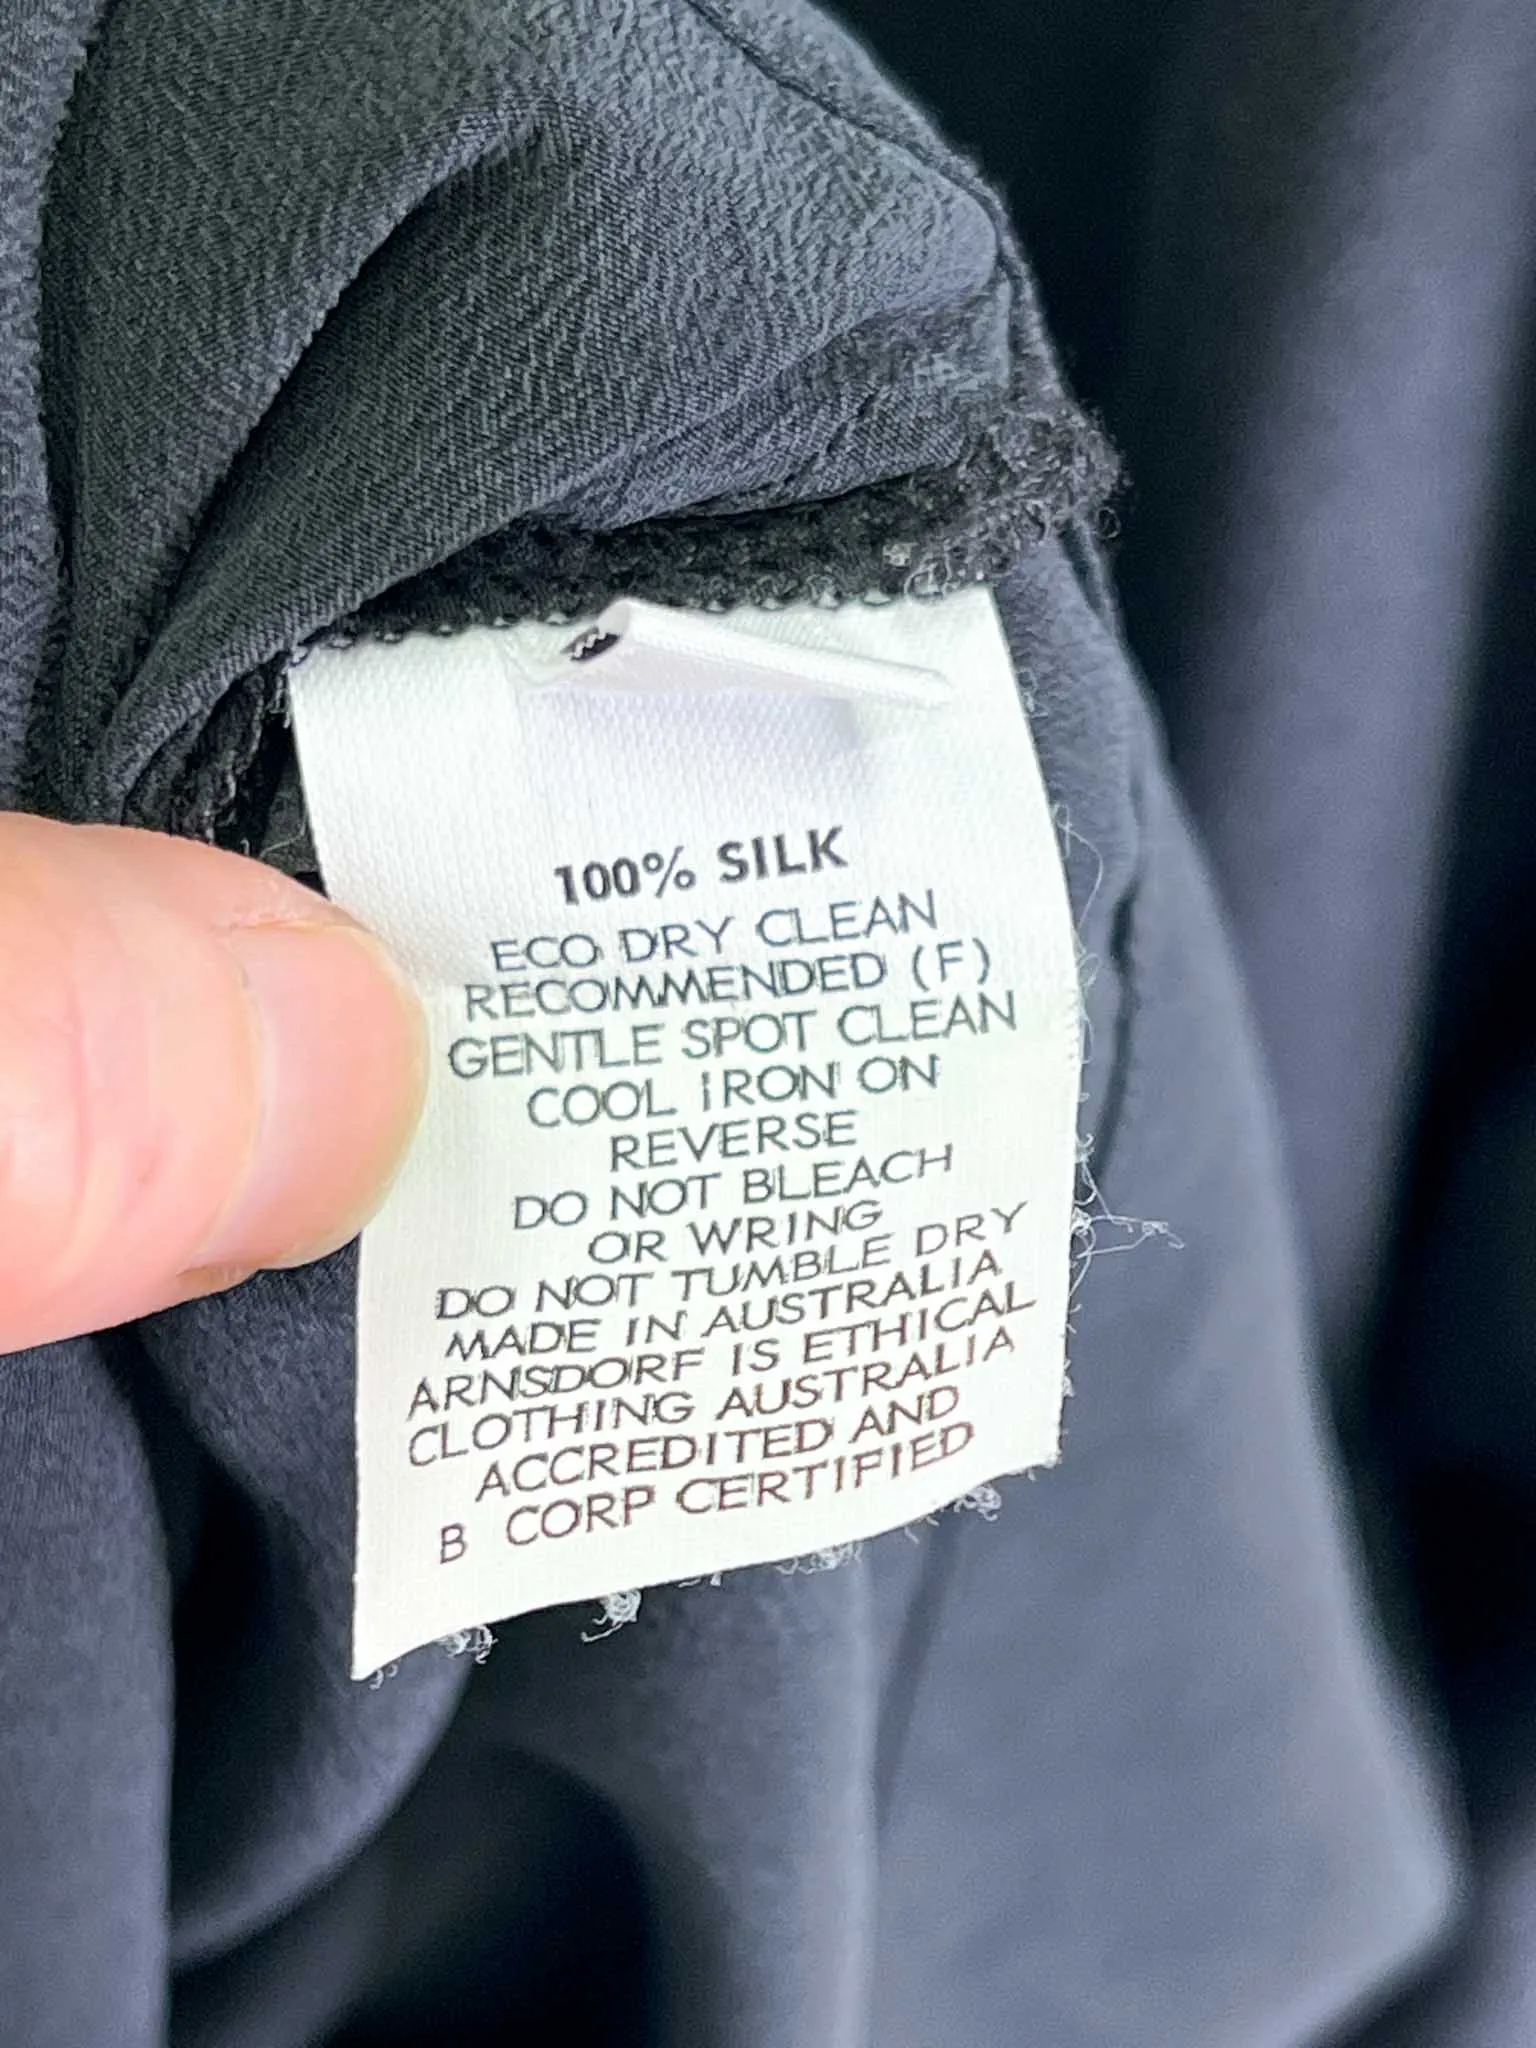 100% SILK
ECO DRY CLEAN
RECOMMENDED (F)
GENTLE SPOT CLEAN
COOL IRON ON
REVERSE
DO NOT BLEACH
OR WRING
DO NOT TUMBLE DRY
MADE IN AUSTRALIA
ARNSDORF IS ETHICAL
CLOTHING AUSTRALIA
ACCREDITED AND
B CORP CERTIFIED